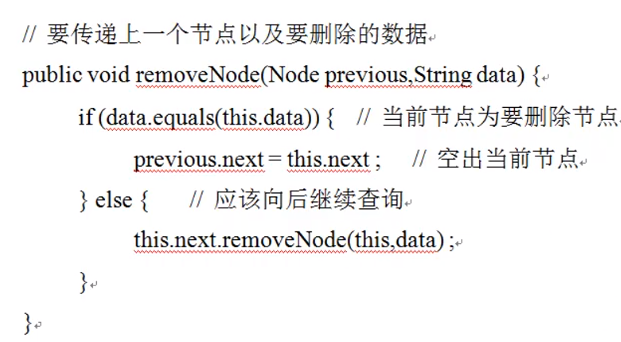 // 要传递上一个节点以及要删除的数据
public void removeNode(Node previous,String data) {
if (data.equals(this.data)) { // 当前节点为要删除节点
previous.next = this.next ; // 空出当前节点
} else { // 应该向后继续查询
this.next.removeNode(this,data) ;
}
}